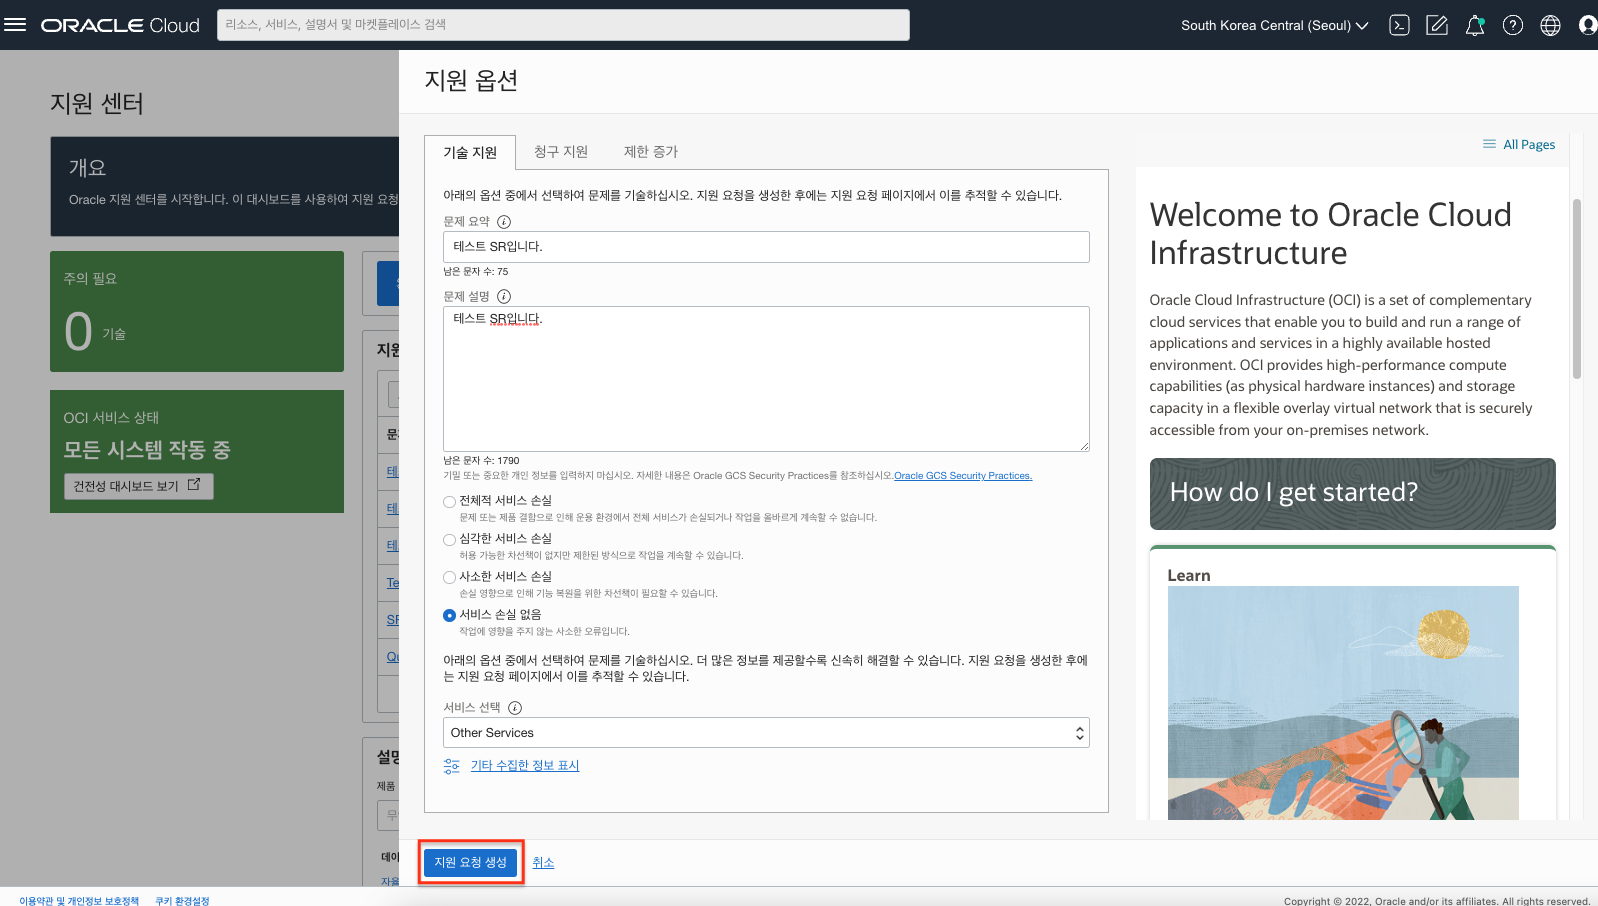 ORACLE Cloud
리소스, 서비스, 설명서 및 마켓플레이스 검색
South Korea Central (Seoul)
지원 센터
개요
Oracle 지원 센터를 시작합니다. 이 대시보드를 사용하여 지원 요청
주의 필요
0 기술
OCI 서비스 상태
모든 시스템 작동 중
건전성 대시보드 보기
지원
문
테
테
테
Te
SR
Qu
설명
제품
무
데이
자율
지원 옵션
기술 지원
청구 지원
제한 증가
아래의 옵션 중에서 선택하여 문제를 기술하십시오. 지원 요청을 생성한 후에는 지원 요청 페이지에서 이를 추적할 수 있습니다.
문제 요약
테스트 SR입니다.
남은 문자 수: 75
문제 설명
테스트 SR입니다.
남은 문자 수: 1790
기밀 또는 중요한 개인 정보를 입력하지 마십시오. 자세한 내용은 Oracle GCS Security Practices를 참조하십시오.Oracle GCS Security Practices.
전체적 서비스 손실
문제 또는 제품 결함으로 인해 운용 환경에서 전체 서비스가 손실되거나 작업을 올바르게 계속할 수 없습니다.
심각한 서비스 손실
허용 가능한 차선책이 없지만 제한된 방식으로 작업을 계속할 수 있습니다.
사소한 서비스 손실
손실 영향으로 인해 기능 복원을 위한 차선책이 필요할 수 있습니다.
서비스 손실 없음
작업에 영향을 주지 않는 사소한 오류입니다.
아래의 옵션 중에서 선택하여 문제를 기술하십시오. 더 많은 정보를 제공할수록 신속히 해결할 수 있습니다. 지원 요청을 생성한 후에
는 지원 요청 페이지에서 이를 추적할 수 있습니다.
서비스 선택
Other Services
기타 수집한 정보 표시
지원 요청 생성
취소
All Pages
Welcome to Oracle Cloud
Infrastructure
Oracle Cloud Infrastructure (OCI) is a set of complementary
cloud services that enable you to build and run a range of
applications and services in a highly available hosted
environment. OCI provides high-performance compute
capabilities (as physical hardware instances) and storage
capacity in a flexible overlay virtual network that is securely
accessible from your on-premises network.
How do I get started?
Learn
이용약관 및 개인정보 보호정책
쿠키 환경설정
Copyright © 2022, Oracle and/or its affiliates. All rights reserved.